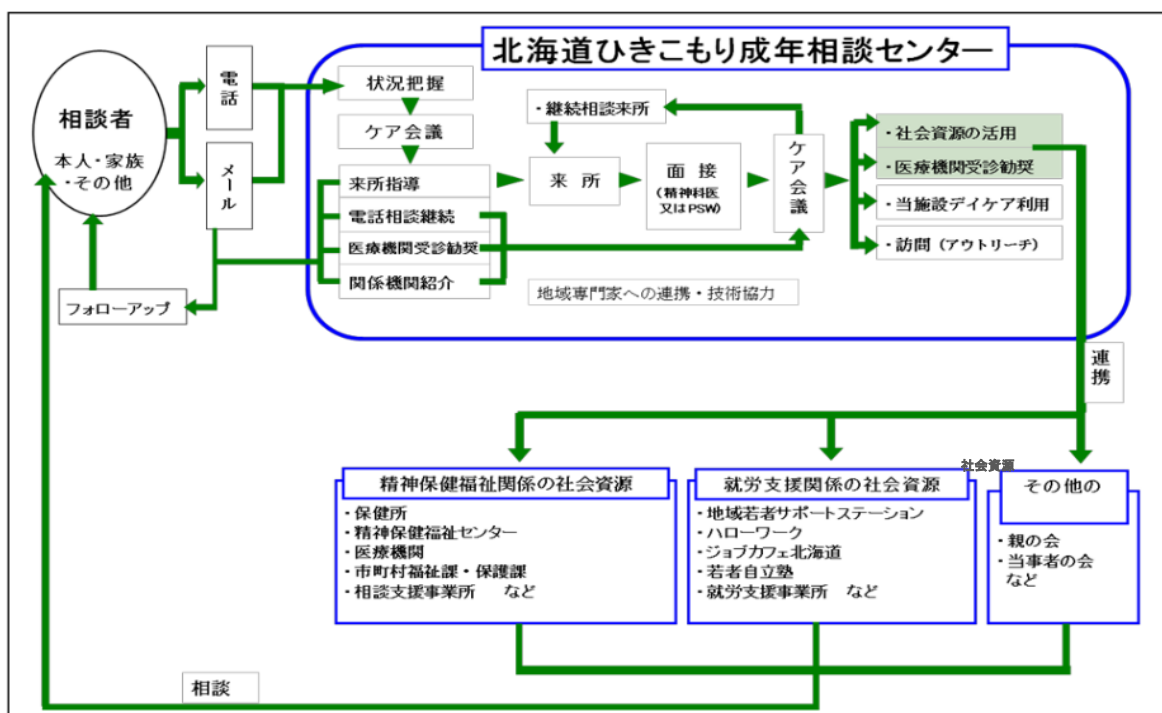 北海道ひきこもり成年相談センター
相談者
本人・家族
・その他
電話
メール
フォローアップ
状況把握
ケア会議
来所指導
電話相談継続
医療機関受診勧奨
関係機関紹介
・継続相談来所
来所
面接
(精神科医
又はPSW)
ケア会議
・社会資源の活用
・医療機関受診勧奨
・当施設デイケア利用
・訪問（アウトリーチ）
地域専門家への連携・技術協力
連携
精神保健福祉関係の社会資源
・保健所
・精神保健福祉センター
・医療機関
・市町村福祉課・保護課
・相談支援事業所　など
就労支援関係の社会資源
・地域若者サポートステーション
・ハローワーク
・ジョブカフェ北海道
・若者自立塾
・就労支援事業所　など
社会資源
その他の
・親の会
・当事者の会
など
相談